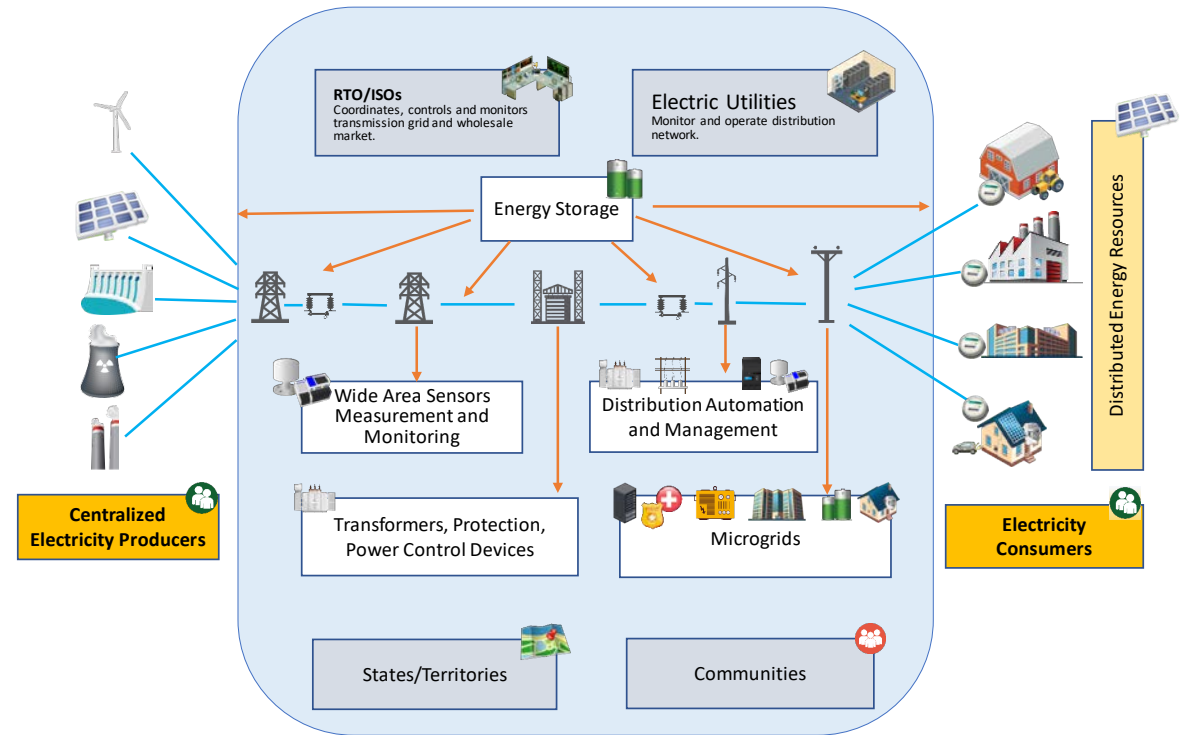 RTO/ISOs
Coordinates, controls and monitors
transmission grid and wholesale
market.
Electric Utilities
Monitor and operate distribution
network.
Energy Storage
Distributed Energy Resources
Wide Area Sensors
Measurement and
Monitoring
Distribution Automation
and Management
Centralized
Electricity Producers
Transformers, Protection,
Power Control Devices
Microgrids
Electricity
Consumers
States/Territories
Communities